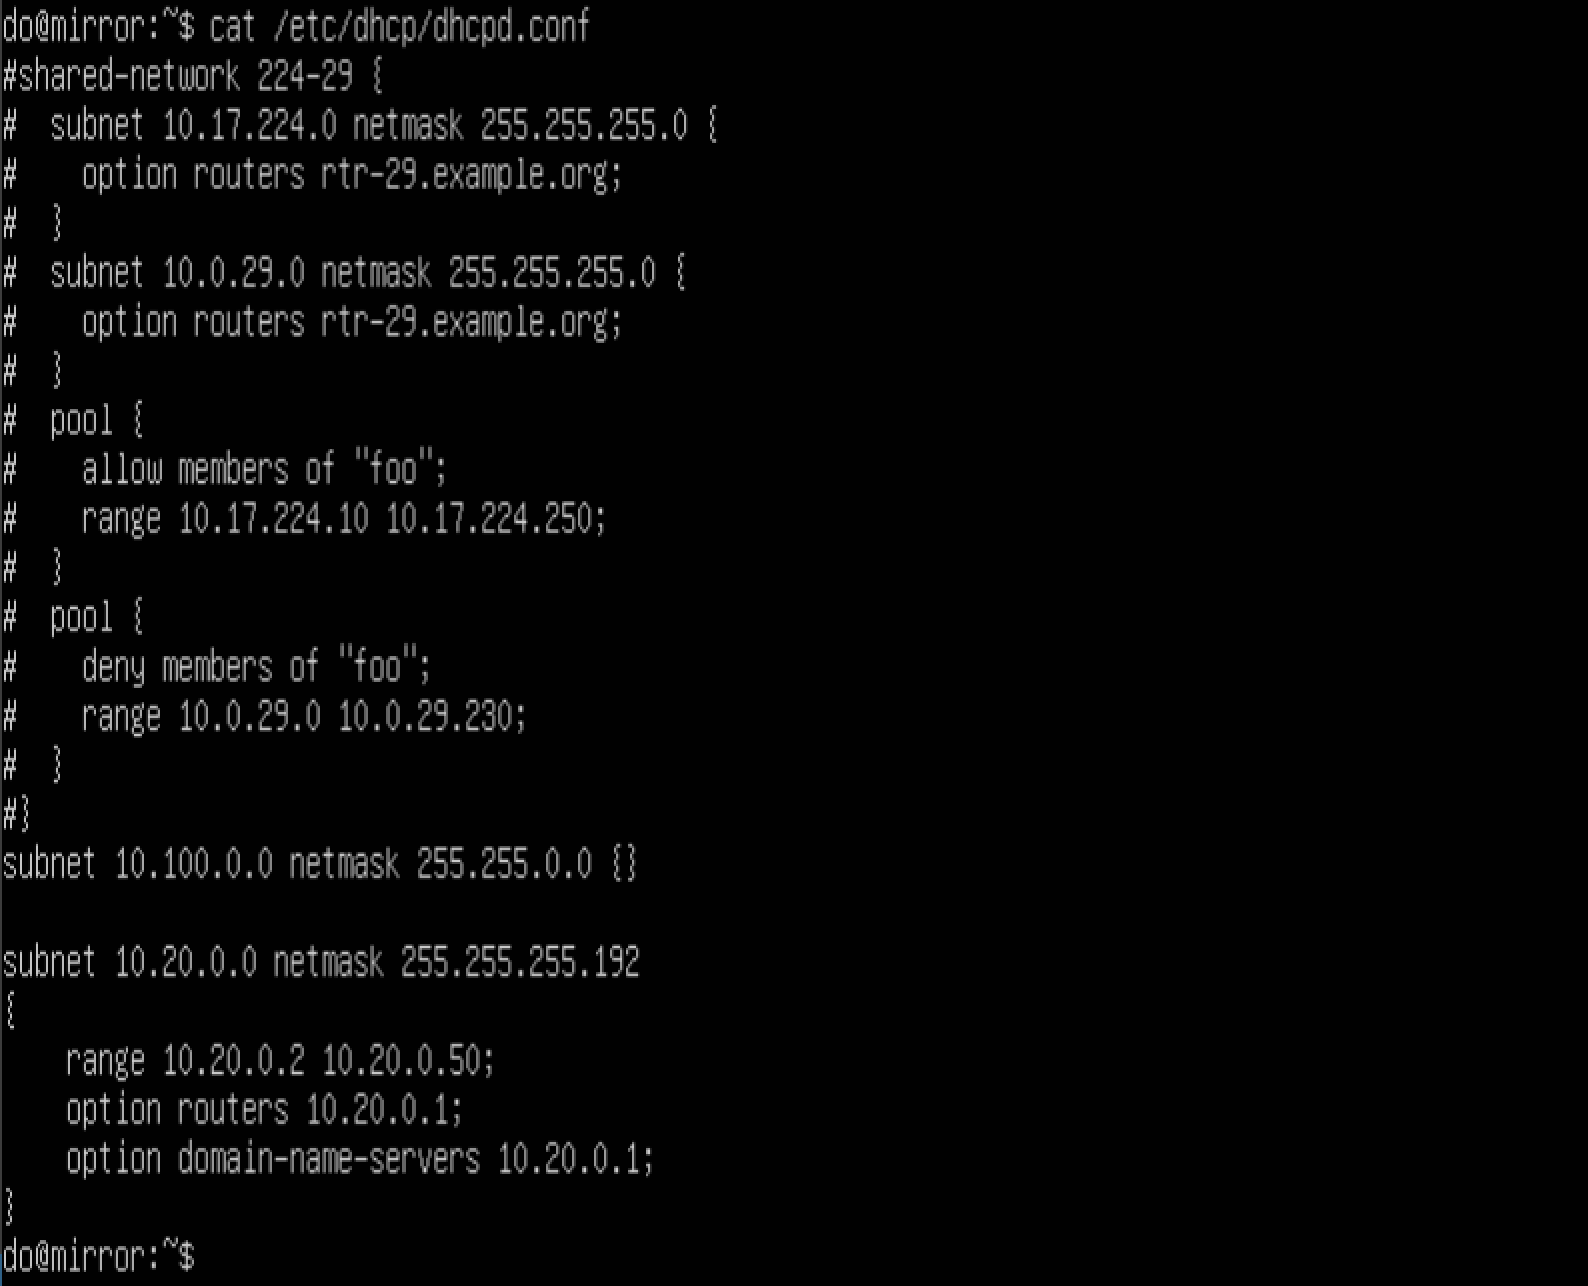 do@mirror:~$ cat /etc/dhcp/dhcpd.conf
#shared-network 224-29 {
#  subnet 10.17.224.0 netmask 255.255.255.0 {
#    option routers rtr-29.example.org;
#  }
#  subnet 10.0.29.0 netmask 255.255.255.0 {
#    option routers rtr-29.example.org;
#  }
#  pool {
#    allow members of "foo";
#    range 10.17.224.10 10.17.224.250;
#  }
#  pool {
#    deny members of "foo";
#    range 10.0.29.0 10.0.29.230;
#  }
#}
subnet 10.100.0.0 netmask 255.255.0.0 {}

subnet 10.20.0.0 netmask 255.255.255.192
{
    range 10.20.0.2 10.20.0.50;
    option routers 10.20.0.1;
    option domain-name-servers 10.20.0.1;
}
do@mirror:~$